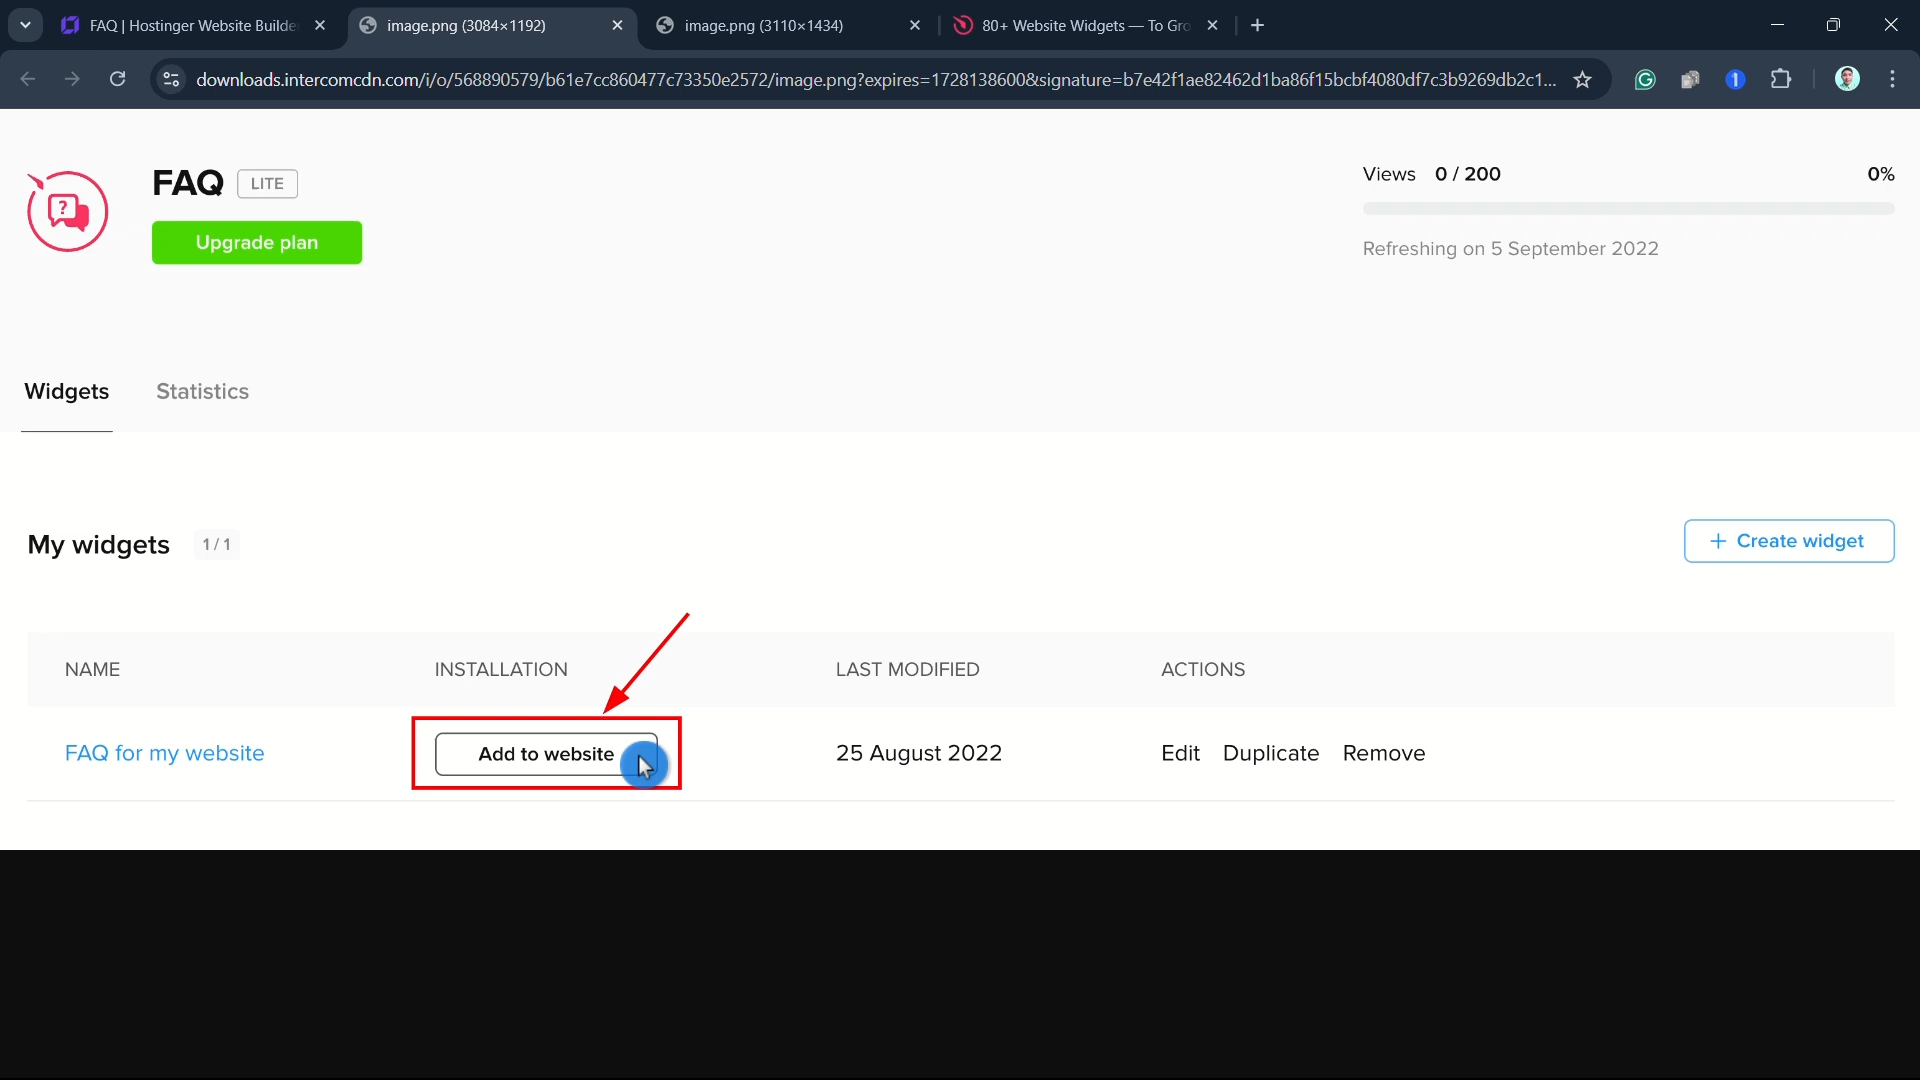 FAQ | Hostinger Website Builde
image.png (3084×1192)
image.png (3110×1434)
80+ Website Widgets — To Gro
downloads.intercomcdn.com/i/o/568890579/b61e7cc860477c73350e2572/image.png?expires=1728138600&signature=b7e42f1ae82462d1ba86f15bcbf4080df7c3b9269db2c1...
FAQ LITE
Upgrade plan
Views 0 / 200 0%
Refreshing on 5 September 2022
Widgets Statistics
My widgets 1 / 1
+ Create widget
NAME INSTALLATION LAST MODIFIED ACTIONS
FAQ for my website Add to website 25 August 2022 Edit Duplicate Remove